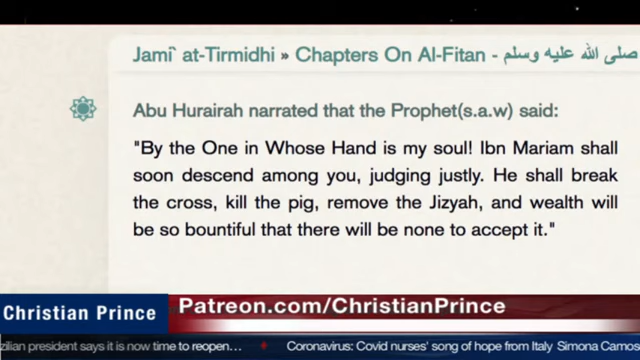 Jami` at-Tirmidhi » Chapters On Al-Fitan - صلى الله عليه وسلم
Abu Hurairah narrated that the Prophet(s.a.w) said:
"By the One in Whose Hand is my soul! Ibn Mariam shall
soon descend among you, judging justly. He shall break
the cross, kill the pig, remove the Jizyah, and wealth will
be so bountiful that there will be none to accept it."
Christian Prince
Patreon.com/ChristianPrince
zilian president says it is now time to reopen... Coronavirus: Covid nurses' song of hope from Italy Simona Camos